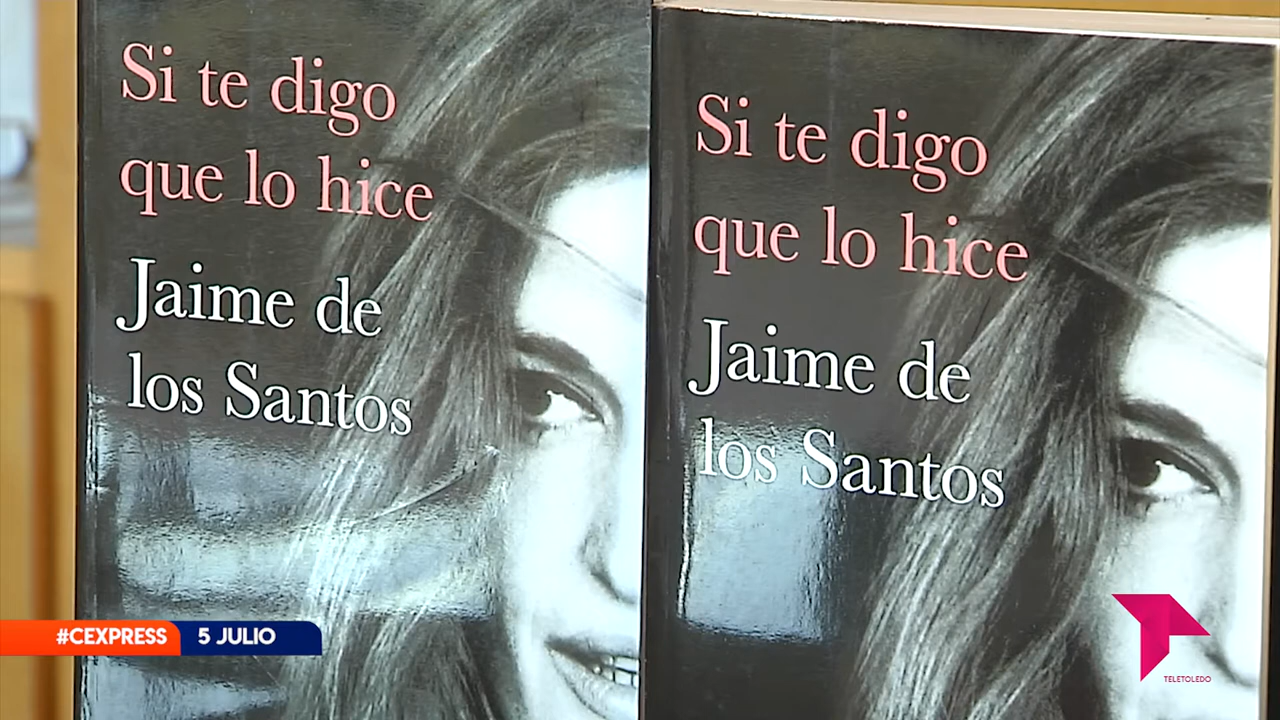 Si te digo
que lo hice
Jaime de
los Santos
Si te digo
que lo hice
Jaime de
los Santos
#CEXPRESS 5 JULIO
TELETOLEDO